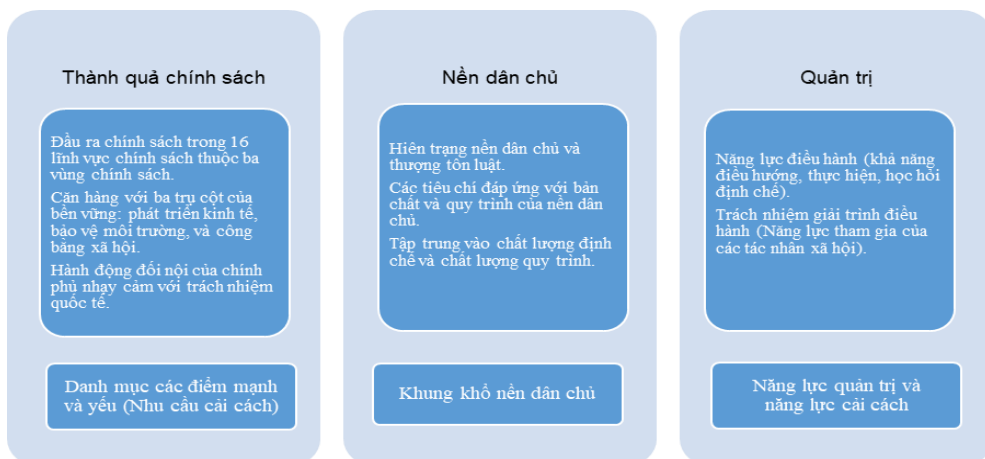 Thành quả chính sách
Đầu ra chính sách trong 16
lĩnh vực chính sách thuộc ba
vùng chính sách.
Căn hàng với ba trụ cột của
bền vững: phát triển kinh tế,
bảo vệ môi trường, và công
bằng xã hội.
Hành động đối nội của chính
phủ nhạy cảm với trách nhiệm
quốc tế.
Danh mục các điểm mạnh
và yếu (Nhu cầu cải cách)
Nền dân chủ
Hiên trạng nền dân chủ và
thượng tôn luật.
Các tiêu chí đáp ứng với bản
chất và quy trình của nền dân
chủ.
Tập trung vào chất lượng định
chế và chất lượng quy trình.
Khung khổ nền dân chủ
Quản trị
Năng lực điều hành (khả năng
điều hướng, thực hiện, học hỏi
định chế).
Trách nhiệm giải trình điều
hành (Năng lực tham gia của
các tác nhân xã hội).
Năng lực quản trị và
năng lực cải cách